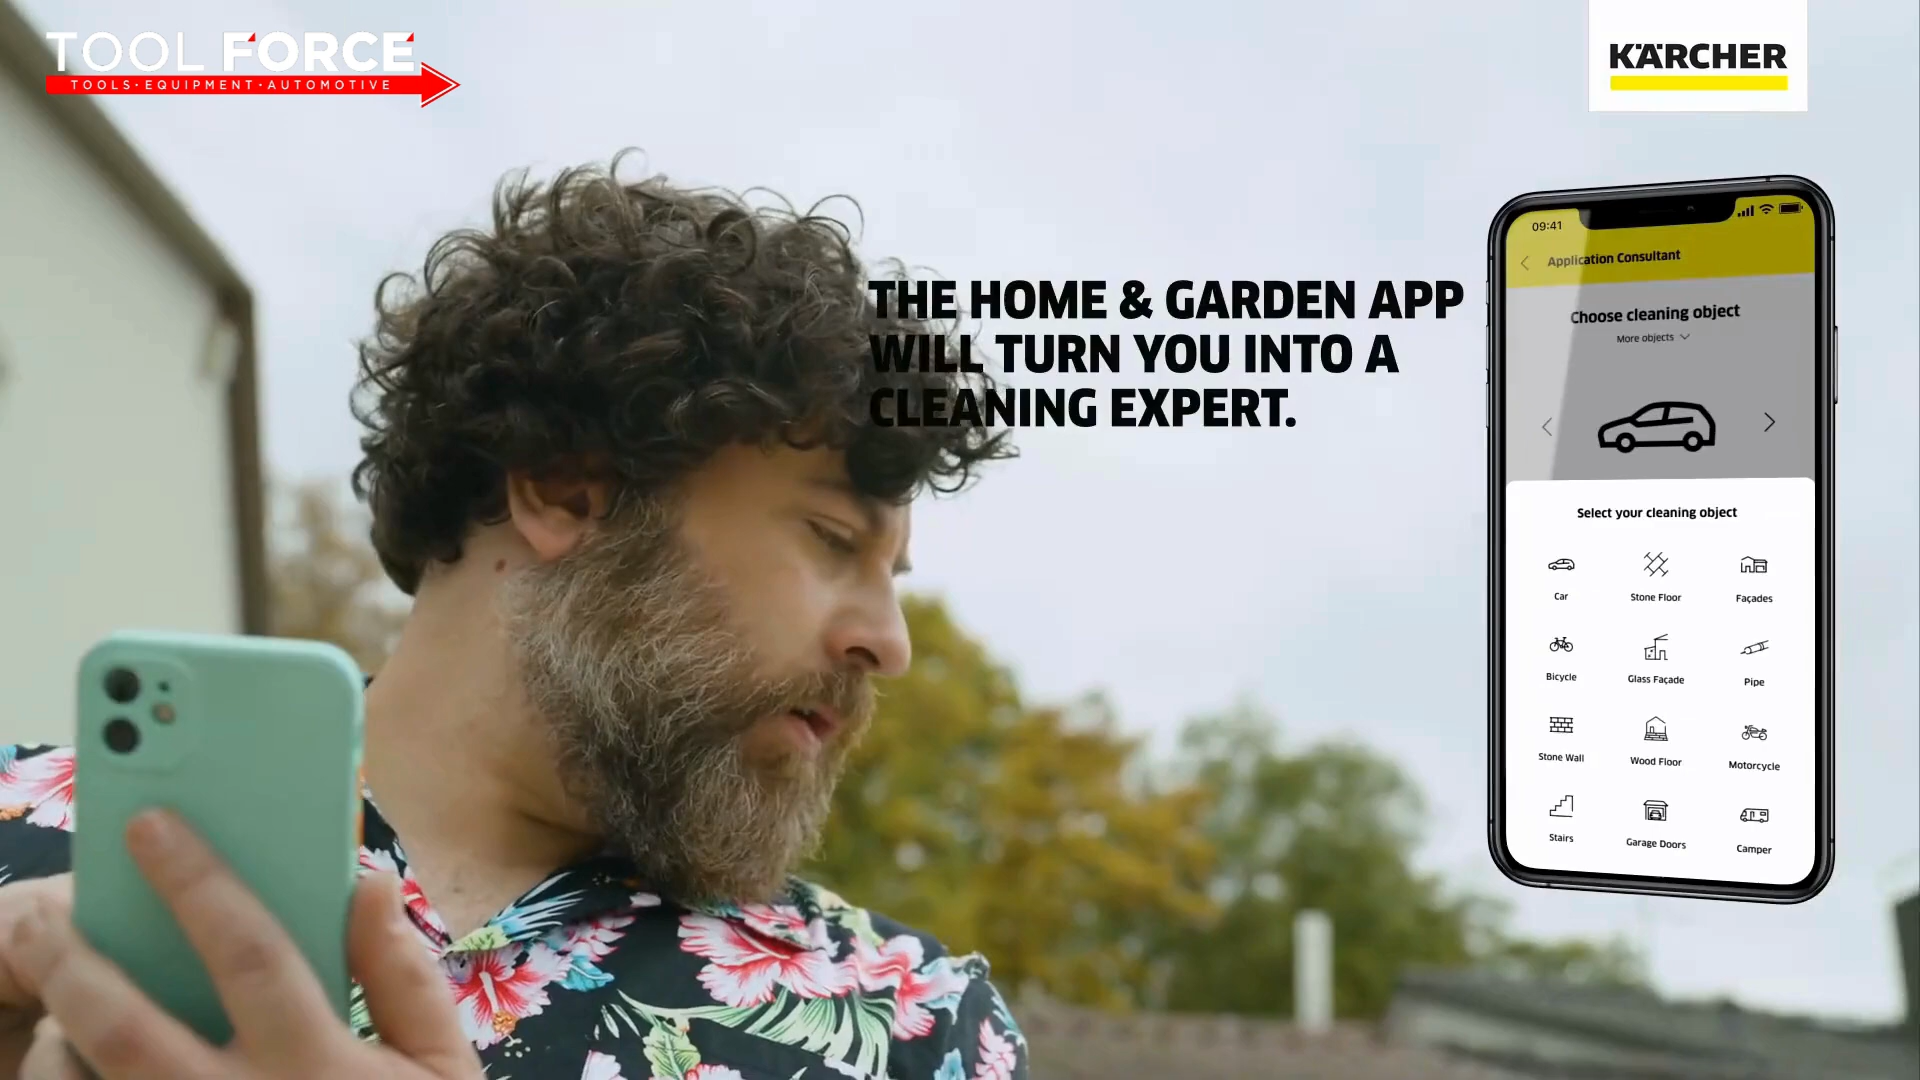 TOOL FORCE
TOOLS·EQUIPMENT·AUTOMOTIVE
KÄRCHER
THE HOME & GARDEN APP
WILL TURN YOU INTO A
CLEANING EXPERT.
09:41
Application Consultant
Choose cleaning object
More objects
Select your cleaning object
Car
Stone Floor
Façades
Bicycle
Glass Façade
Pipe
Stone Wall
Wood Floor
Motorcycle
Stairs
Garage Doors
Camper